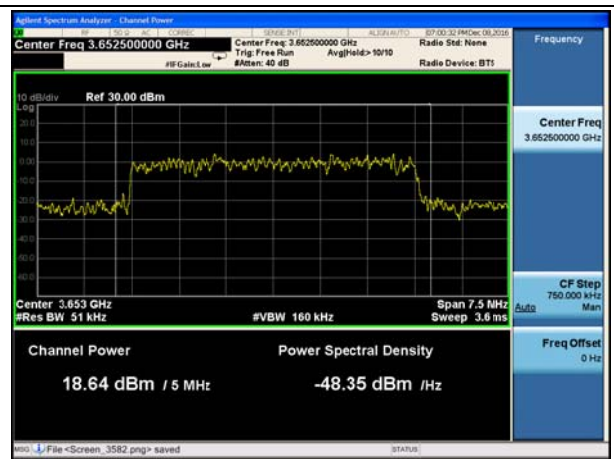 Agilent Spectrum Analyzer - Channel Power
RF 50 Ω AC CORREC SENSE:INT ALIGN AUTO 07:00:32 PM Dec 08, 2016
Center Freq 3.652500000 GHz
Center Freq: 3.652500000 GHz
Radio Std: None
Trig: Free Run Avg|Hold:> 10/10
#IFGain:Low #Atten: 40 dB Radio Device: BTS
10 dB/div Ref 30.00 dBm
Log
20.0
10.0
0.00
-10.0
-20.0
-30.0
-40.0
-50.0
-60.0
Center 3.653 GHz Span 7.5 MHz
#Res BW 51 kHz #VBW 160 kHz Sweep 3.6 ms
Channel Power Power Spectral Density
18.64 dBm / 5 MHz -48.35 dBm /Hz
MSG File <Screen_3582.png> saved STATUS
Frequency
Center Freq
3.652500000 GHz
CF Step
750.000 kHz
Auto Man
Freq Offset
0 Hz